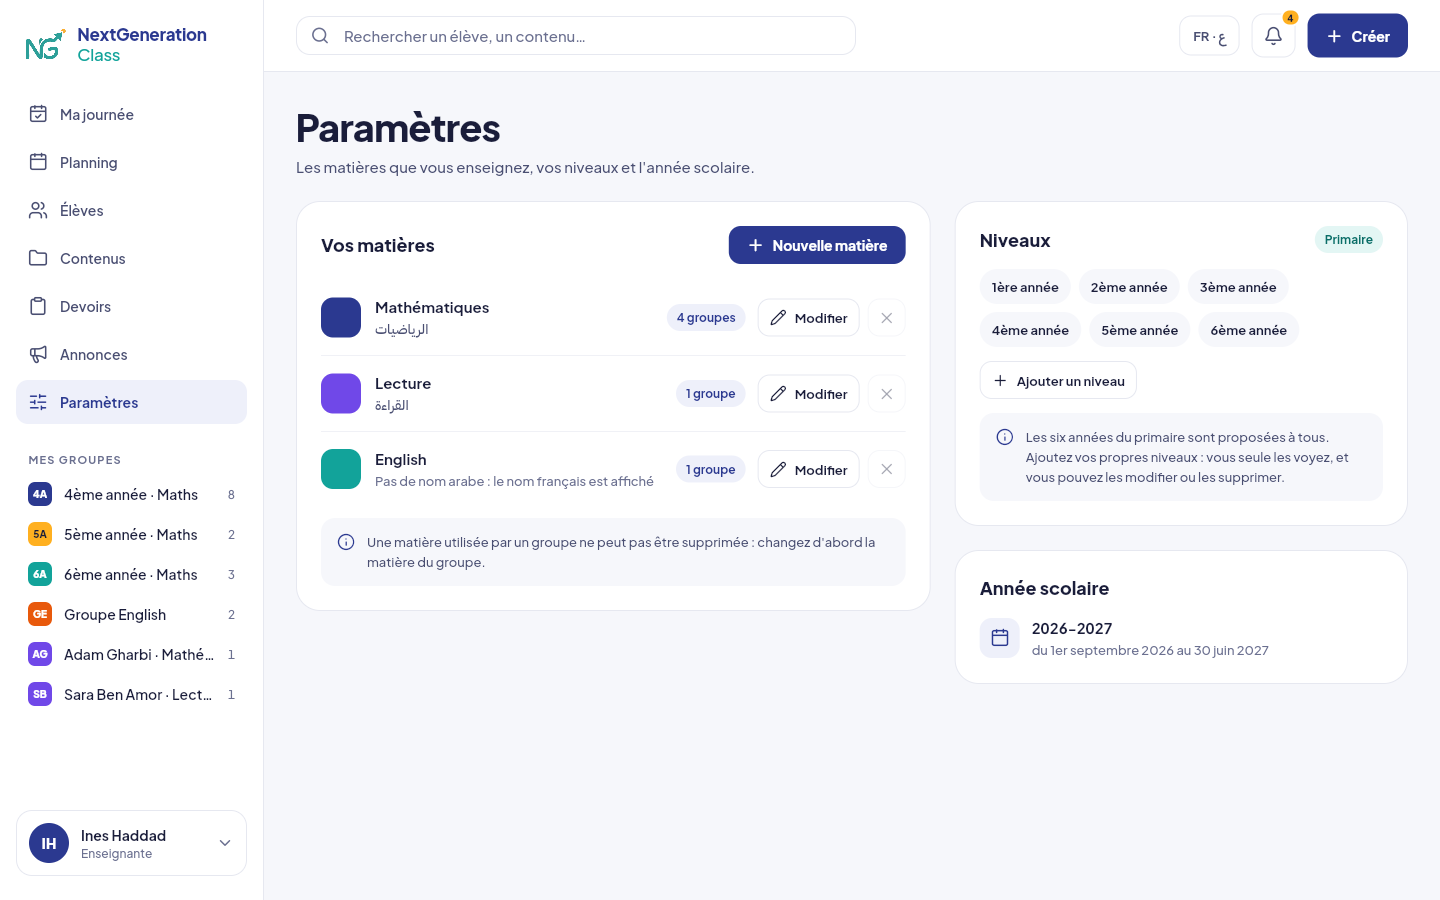 NextGeneration
Class
Rechercher un élève, un contenu...
FR · ع
4
Créer
Ma journée
Planning
Élèves
Contenus
Devoirs
Annonces
Paramètres
MES GROUPES
4A 4ème année · Maths 8
5A 5ème année · Maths 2
6A 6ème année · Maths 3
GE Groupe English 2
AG Adam Gharbi · Mathé... 1
SB Sara Ben Amor · Lect... 1
IH Ines Haddad
Enseignante
Paramètres
Les matières que vous enseignez, vos niveaux et l'année scolaire.
Vos matières
Nouvelle matière
Mathématiques
الرياضيات
4 groupes
Modifier
Lecture
القراءة
1 groupe
Modifier
English
Pas de nom arabe : le nom français est affiché
1 groupe
Modifier
Une matière utilisée par un groupe ne peut pas être supprimée : changez d'abord la
matière du groupe.
Niveaux
Primaire
1ère année 2ème année 3ème année
4ème année 5ème année 6ème année
Ajouter un niveau
Les six années du primaire sont proposées à tous.
Ajoutez vos propres niveaux : vous seule les voyez, et
vous pouvez les modifier ou les supprimer.
Année scolaire
2026-2027
du 1er septembre 2026 au 30 juin 2027